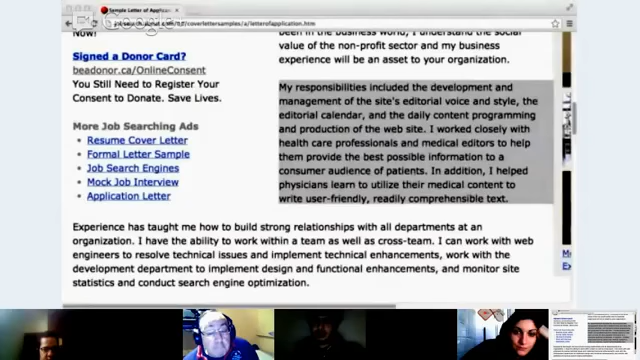 Sample Letter of Applicat
Google
/coverlettersamples/a/letterofapplication.htm
Now!
Signed a Donor Card?
beadonor.ca/OnlineConsent
You Still Need to Register Your
Consent to Donate. Save Lives.
More Job Searching Ads
Resume Cover Letter
Formal Letter Sample
Job Search Engines
Mock Job Interview
Application Letter
been in the business world, I understand the social
value of the non-profit sector and my business
experience will be an asset to your organization.
My responsibilities included the development and
management of the site's editorial voice and style, the
editorial calendar, and the daily content programming
and production of the web site. I worked closely with
health care professionals and medical editors to help
them provide the best possible information to a
consumer audience of patients. In addition, I helped
physicians learn to utilize their medical content to
write user-friendly, readily comprehensible text.
Experience has taught me how to build strong relationships with all departments at an
organization. I have the ability to work within a team as well as cross-team. I can work with web
engineers to resolve technical issues and implement technical enhancements, work with the
development department to implement design and functional enhancements, and monitor site
statistics and conduct search engine optimization.